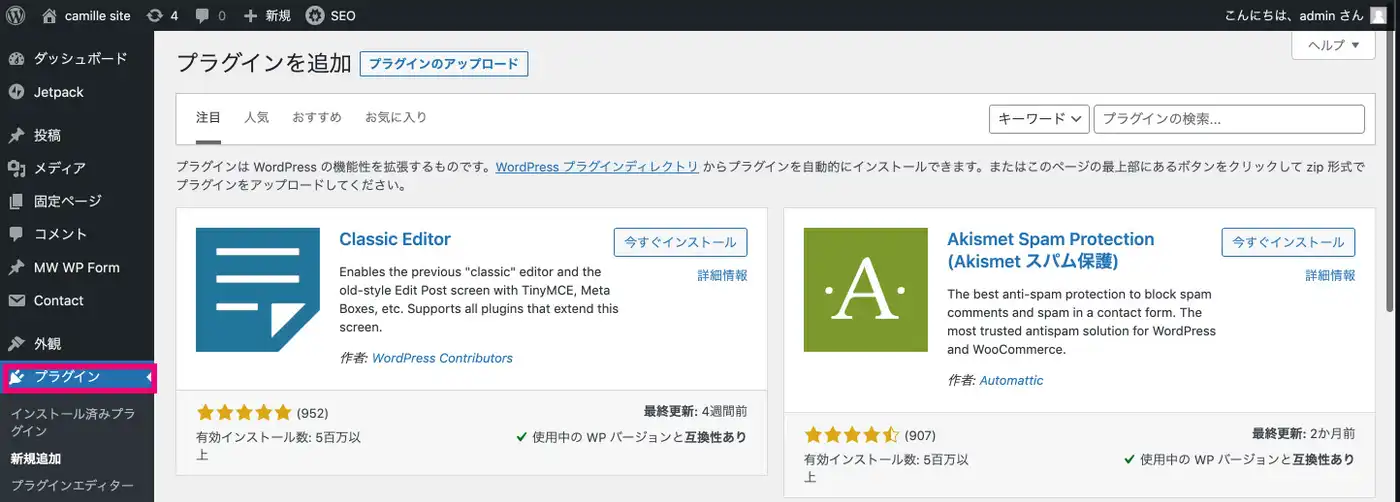 camille site
4
0
新規
SEO
こんにちは、admin さん
ダッシュボード
Jetpack
投稿
メディア
固定ページ
コメント
MW WP Form
Contact
外観
プラグイン
インストール済みプラ
グイン
新規追加
プラグインエディター
ヘルプ
プラグインを追加
プラグインのアップロード
注目
人気
おすすめ
お気に入り
キーワード
プラグインの検索...
プラグインは WordPress の機能性を拡張するものです。WordPress プラグインディレクトリ からプラグインを自動的にインストールできます。またはこのページの最上部にあるボタンをクリックして zip 形式で
プラグインをアップロードしてください。
Classic Editor
今すぐインストール
詳細情報
Enables the previous "classic" editor and the
old-style Edit Post screen with TinyMCE, Meta
Boxes, etc. Supports all plugins that extend this
screen.
作者: WordPress Contributors
(952)
有効インストール数: 5百万以
上
最終更新: 4週間前
使用中の WP バージョンと互換性あり
A
Akismet Spam Protection
(Akismet スパム保護)
今すぐインストール
詳細情報
The best anti-spam protection to block spam
comments and spam in a contact form. The
most trusted antispam solution for WordPress
and WooCommerce.
作者: Automattic
(907)
有効インストール数: 5百万以
上
最終更新: 2か月前
使用中の WP バージョンと互換性あり